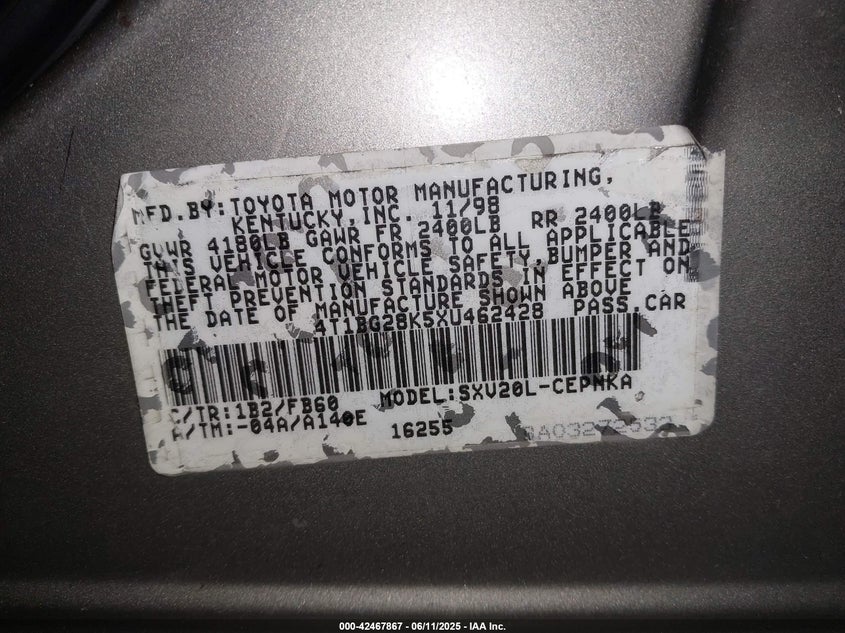 MFD.BY:TOYOTA MOTOR MANUFACTURING,
KENTUCKY,INC. 11/98
GVWR 4180LB GAWR FR 2400LB RR 2400LB
THIS VEHICLE CONFORMS TO ALL APPLICABLE
FEDERAL MOTOR VEHICLE SAFETY,BUMPER AND
THEFT PREVENTION STANDARDS IN EFFECT ON
THE DATE OF MANUFACTURE SHOWN ABOVE
4T1BG28K5XU462428 PASS.CAR
C/TR:1B2/FB60 MODEL:SXV20L-CEPNKA
A/TM:-04A/A140E 16255
000-42467867 - 06/11/2025 - IAA Inc.